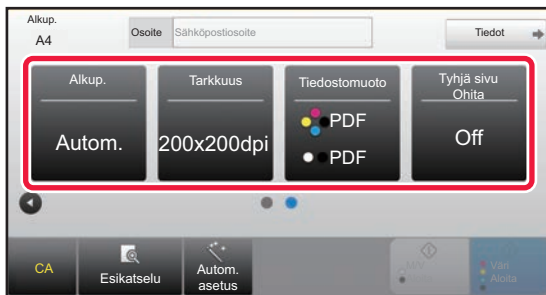 Alkup.
A4
Osoite
Sähköpostiosoite
Tiedot
Alkup.
Autom.
Tarkkuus
200x200dpi
Tiedostomuoto
PDF
PDF
Tyhjä sivu
Ohita
Off
CA
Esikatselu
Autom.
asetus
M/V
Aloita
Väri
Aloita